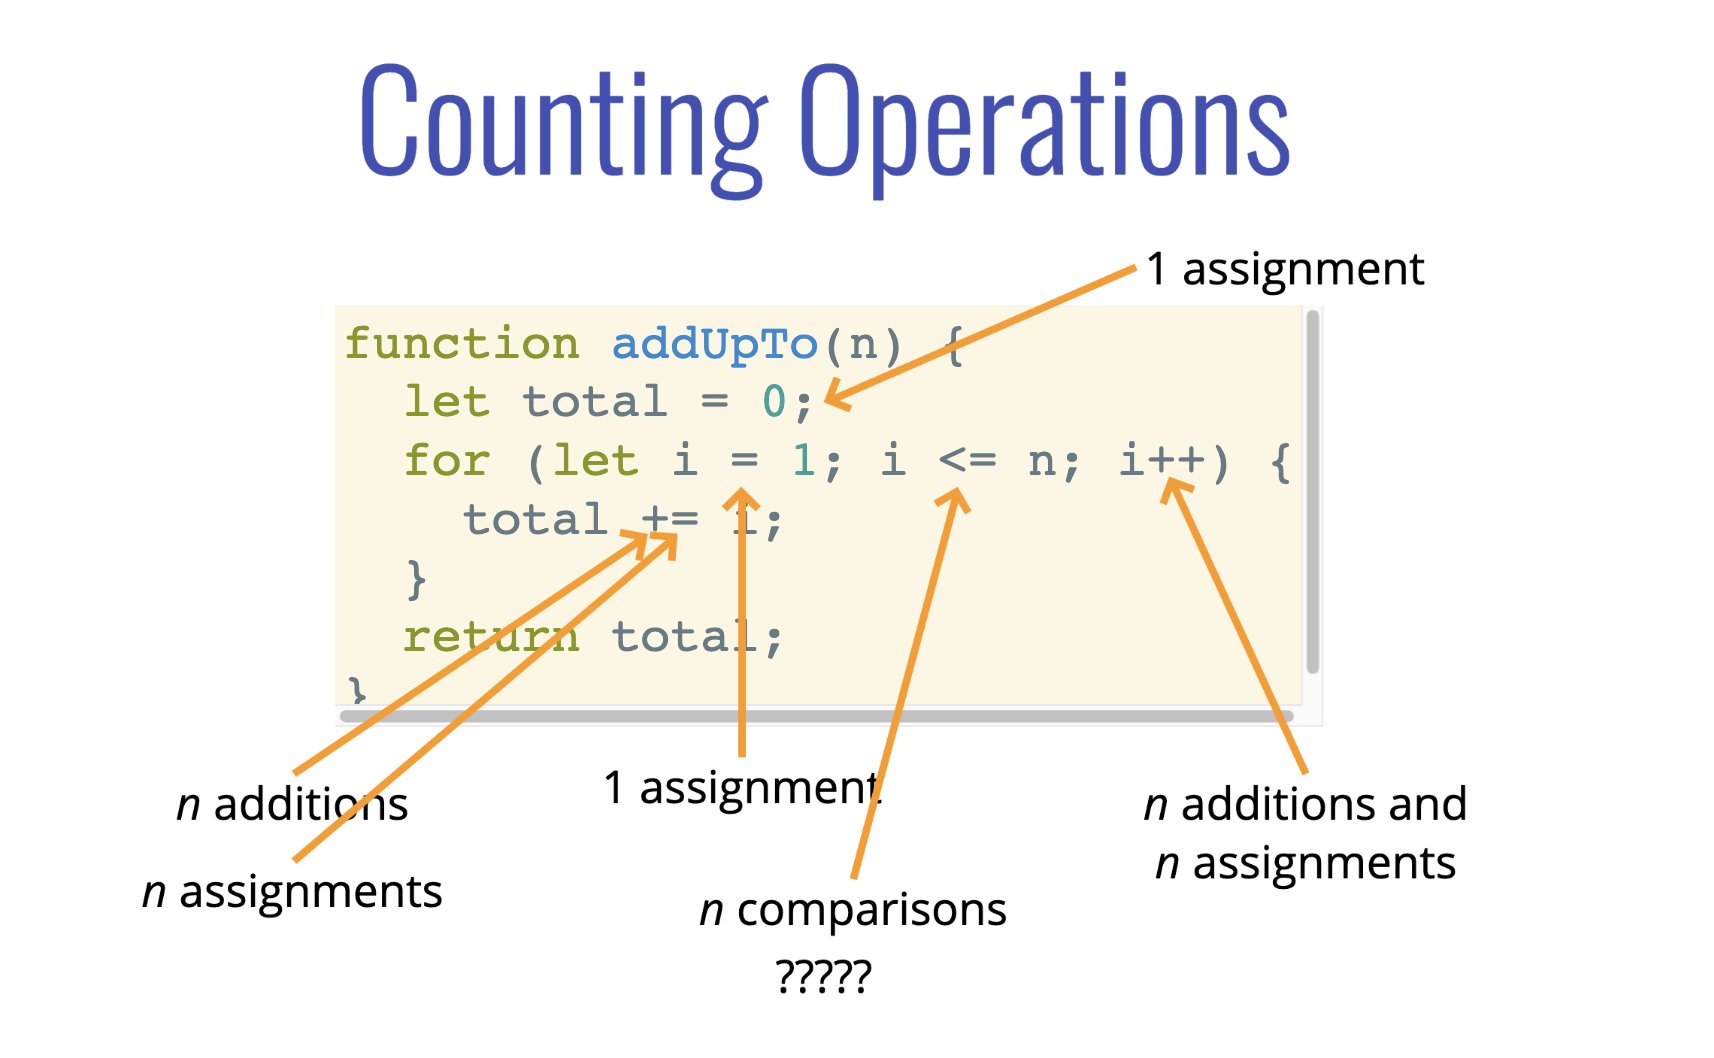 Counting Operations
1 assignment
function addUpTo(n) {
  let total = 0;
  for (let i = 1; i <= n; i++) {
    total += i;
  }
  return total;
}
n additions
n assignments
1 assignment
n comparisons
?????
n additions and
n assignments